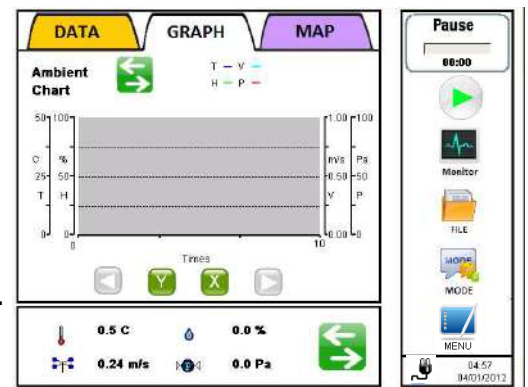 DATA GRAPH MAP
Ambient Chart
T V
H P
50 100 1.00 100
C % m/s Pa
25 50 0.50 50
T H V P
0 0 0.00 0
0 10
Times
Y X
0.5 C 0.0 %
0.24 m/s 0.0 Pa
Pause
00:00
Monitor
FILE
MODE
MODE
MENU
04:57
04/01/2012